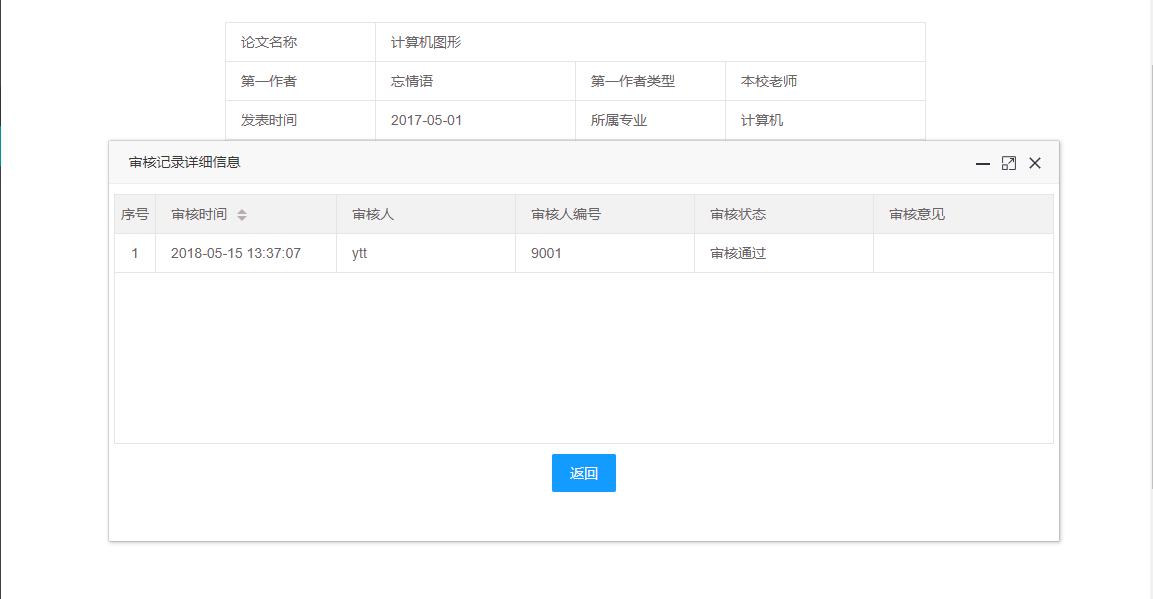 论文名称 计算机图形
第一作者 忘情语 第一作者类型 本校老师
发表时间 2017-05-01 所属专业 计算机
审核记录详细信息
序号 审核时间 审核人 审核人编号 审核状态 审核意见
1 2018-05-15 13:37:07 ytt 9001 审核通过
返回